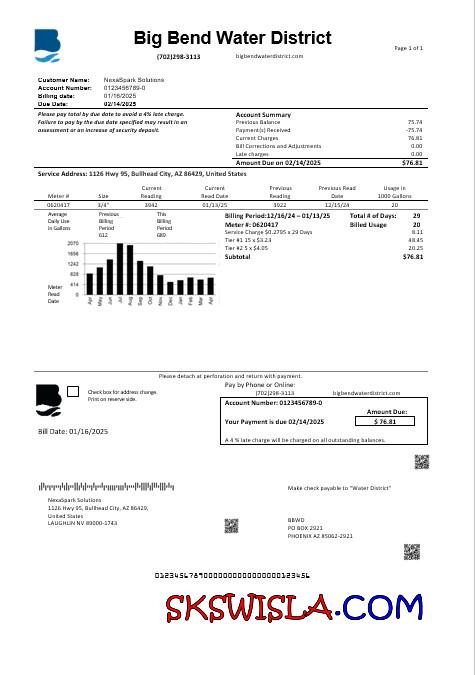 Big Bend Water District
(702)298-3113 bigbendwaterdistrict.com
Page 1 of 1
Customer Name: NexaSpark Solutions
Account Number: 0123456789-0
Billing date: 01/16/2025
Due Date: 02/14/2025
Please pay total by due date to avoid a 4% late charge.
Failure to pay by the due date specified may result in an
assessment or an increase of security deposit.
Account Summary
Previous Balance 75.74
Payment(s) Received -75.74
Current Charges 76.81
Bill Corrections and Adjustments 0.00
Late charges 0.00
Amount Due on 02/14/2025 $76.81
Service Address: 1126 Hwy 95, Bullhead City, AZ 86429, United States
Meter # Size Current Reading Current Read Date Previous Reading Previous Read Date Usage in 1000 Gallons
0620417 3/4" 3942 01/13/25 3922 12/15/24 20
Average Daily Use in Gallons
Previous Billing Period 612
This Billing Period 689
2070
1656
1242
828
414
0
Meter Read Date
Apr May Jun Jul Aug Sep Oct Nov Dec Jan Feb Mar Apr
Billing Period:12/16/24 – 01/13/25 Total # of Days: 29
Meter #: 0620417 Billed Usage 20
Service Charge $0.2795 x 29 Days 8.11
Tier #1 15 x $3.23 48.45
Tier #2 5 x $4.05 20.25
Subtotal $76.81
Please detach at perforation and return with payment.
Check box for address change.
Print on reserve side.
Bill Date: 01/16/2025
Pay by Phone or Online:
(702)298-3113 bigbendwaterdistrict.com
Account Number: 0123456789-0
Amount Due:
Your Payment is due 02/14/2025 $ 76.81
A 4 % late charge will be charged on all outstanding balances.
NexaSpark Solutions
1126 Hwy 95, Bullhead City, AZ 86429,
United States
LAUGHLIN NV 89000-1743
Make check payable to "Water District"
BBWD
PO BOX 2921
PHOENIX AZ 85062-2921
SKSWISLA.COM